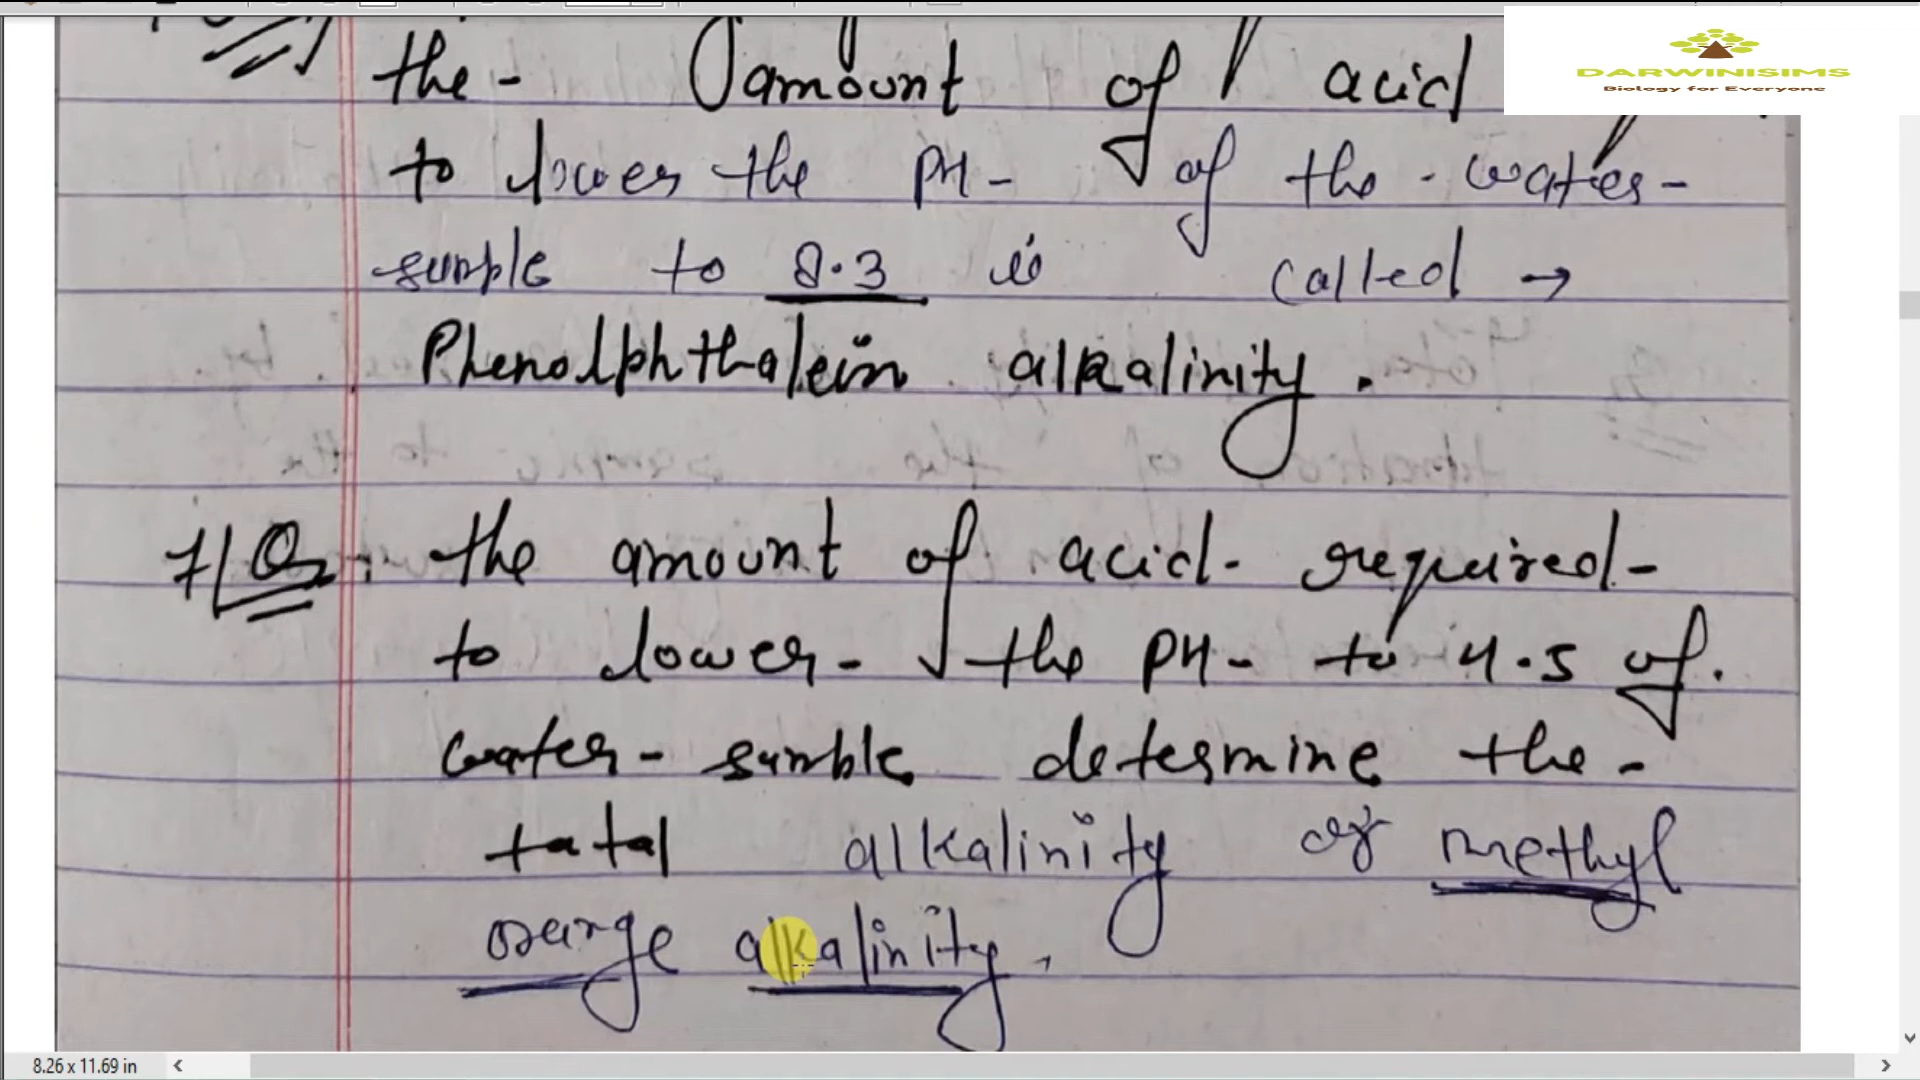 DARWINISIMS
Biology for Everyone
the- amount of acid
to lower the PH- of the - water-
sample to 8.3 is called →
Phenolphthalein alkalinity.
7/Q: the amount of acid- required-
to lower- the PH- to 4.5 of.
water- sample determine the-
tatal alkalinity or methyl
orange alkalinity.
8.26 x 11.69 in